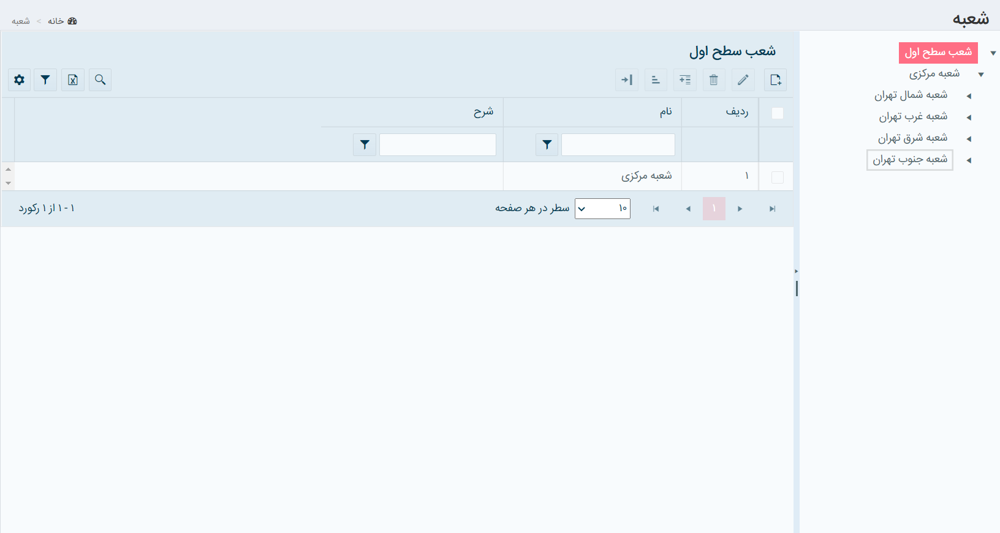 شعبه
خانه > شعبه
شعب سطح اول
شعبه مرکزی
شعبه شمال تهران
شعبه غرب تهران
شعبه شرق تهران
شعبه جنوب تهران
شعب سطح اول
ردیف نام شرح
۱ شعبه مرکزی
۱ ۱۰ سطر در هر صفحه ۱ - ۱ از ۱ رکورد